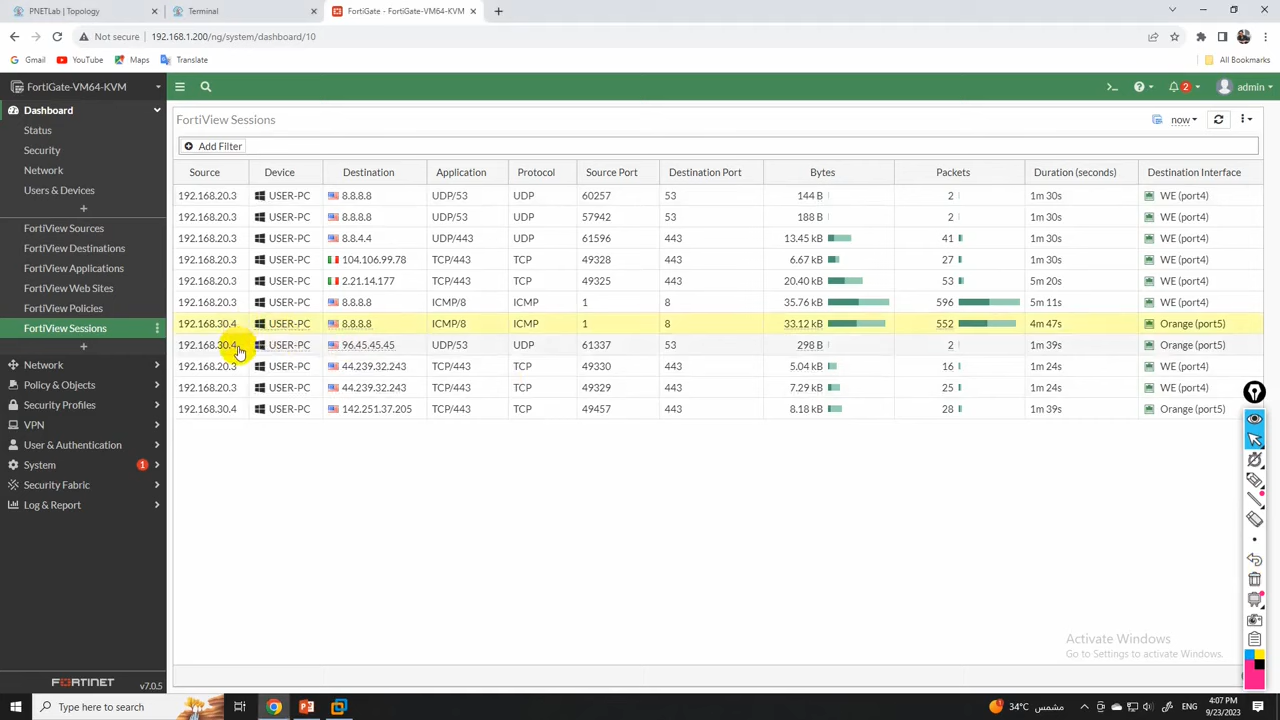 PNETLab | Topology
Terminal
FortiGate - FortiGate-VM64-KVM
Not secure 192.168.1.200/ng/system/dashboard/10
Gmail YouTube Maps Translate All Bookmarks
FortiGate-VM64-KVM
2 admin
Dashboard
Status
Security
Network
Users & Devices
FortiView Sources
FortiView Destinations
FortiView Applications
FortiView Web Sites
FortiView Policies
FortiView Sessions
Network
Policy & Objects
Security Profiles
VPN
User & Authentication
System 1
Security Fabric
Log & Report
FORTINET v7.0.5
FortiView Sessions now
Add Filter
Source Device Destination Application Protocol Source Port Destination Port Bytes Packets Duration (seconds) Destination Interface
192.168.20.3 USER-PC 8.8.8.8 UDP/53 UDP 60257 53 144 B 2 1m 30s WE (port4)
192.168.20.3 USER-PC 8.8.8.8 UDP/53 UDP 57942 53 188 B 2 1m 30s WE (port4)
192.168.20.3 USER-PC 8.8.4.4 UDP/443 UDP 61596 443 13.45 kB 41 1m 30s WE (port4)
192.168.20.3 USER-PC 104.106.99.78 TCP/443 TCP 49328 443 6.67 kB 27 1m 30s WE (port4)
192.168.20.3 USER-PC 2.21.14.177 TCP/443 TCP 49325 443 20.40 kB 53 5m 20s WE (port4)
192.168.20.3 USER-PC 8.8.8.8 ICMP/8 ICMP 1 8 35.76 kB 596 5m 11s WE (port4)
192.168.30.4 USER-PC 8.8.8.8 ICMP/8 ICMP 1 8 33.12 kB 552 4m 47s Orange (port5)
192.168.30.4 USER-PC 96.45.45.45 UDP/53 UDP 61337 53 298 B 2 1m 39s Orange (port5)
192.168.20.3 USER-PC 44.239.32.243 TCP/443 TCP 49330 443 5.04 kB 16 1m 24s WE (port4)
192.168.20.3 USER-PC 44.239.32.243 TCP/443 TCP 49329 443 7.29 kB 25 1m 24s WE (port4)
192.168.30.4 USER-PC 142.251.37.205 TCP/443 TCP 49457 443 8.18 kB 28 1m 39s Orange (port5)
Activate Windows
Go to Settings to activate Windows.
Type here to search
34°C مشمس ENG 4:07 PM
9/23/2023